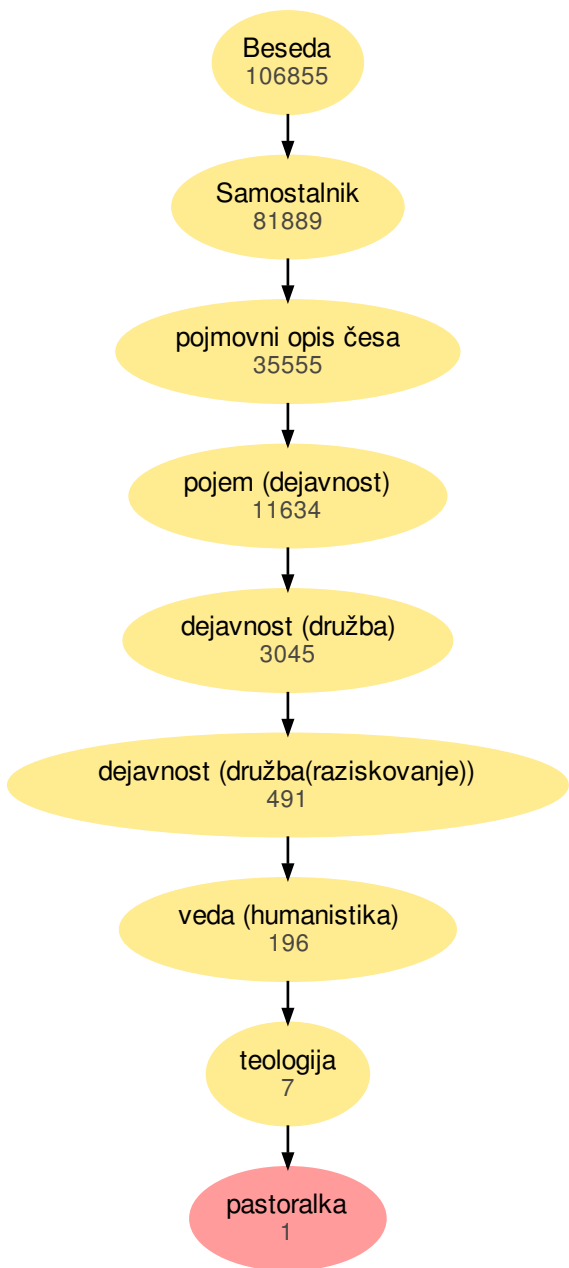 Beseda
106855
Samostalnik
81889
pojmovni opis česa
35555
pojem (dejavnost)
11634
dejavnost (družba)
3045
dejavnost (družba(raziskovanje))
491
veda (humanistika)
196
teologija
7
pastoralka
1